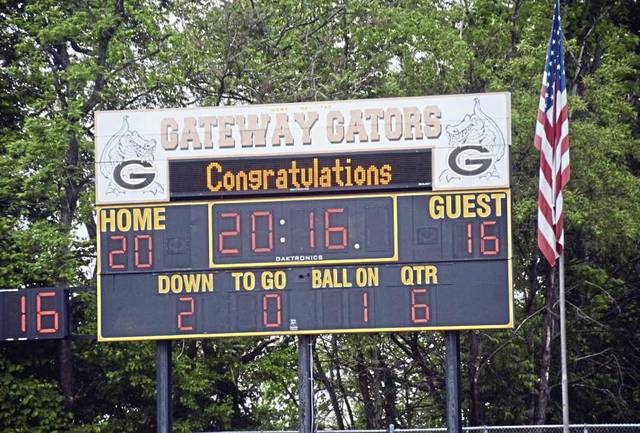 GATEWAY GATORS
G G
Congratulations
HOME 20:16. GUEST
20 16
DAKTRONICS
DOWN TO GO BALL ON QTR
2 0 1 6
16